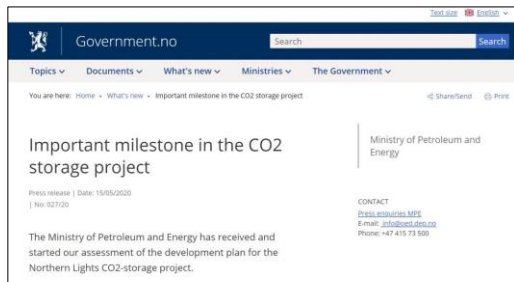 Text size English
Government.no
Search Search
Topics Documents What's new Ministries The Government
You are here: Home What's new Important milestone in the CO2 storage project Share/Send Print
Important milestone in the CO2
storage project
Ministry of Petroleum and
Energy
Press release | Date: 15/05/2020
| No: 027/20
CONTACT
Press enquiries MPE
E-mail: info@oed.dep.no
Phone: +47 415 73 500
The Ministry of Petroleum and Energy has received and
started our assessment of the development plan for the
Northern Lights CO2-storage project.